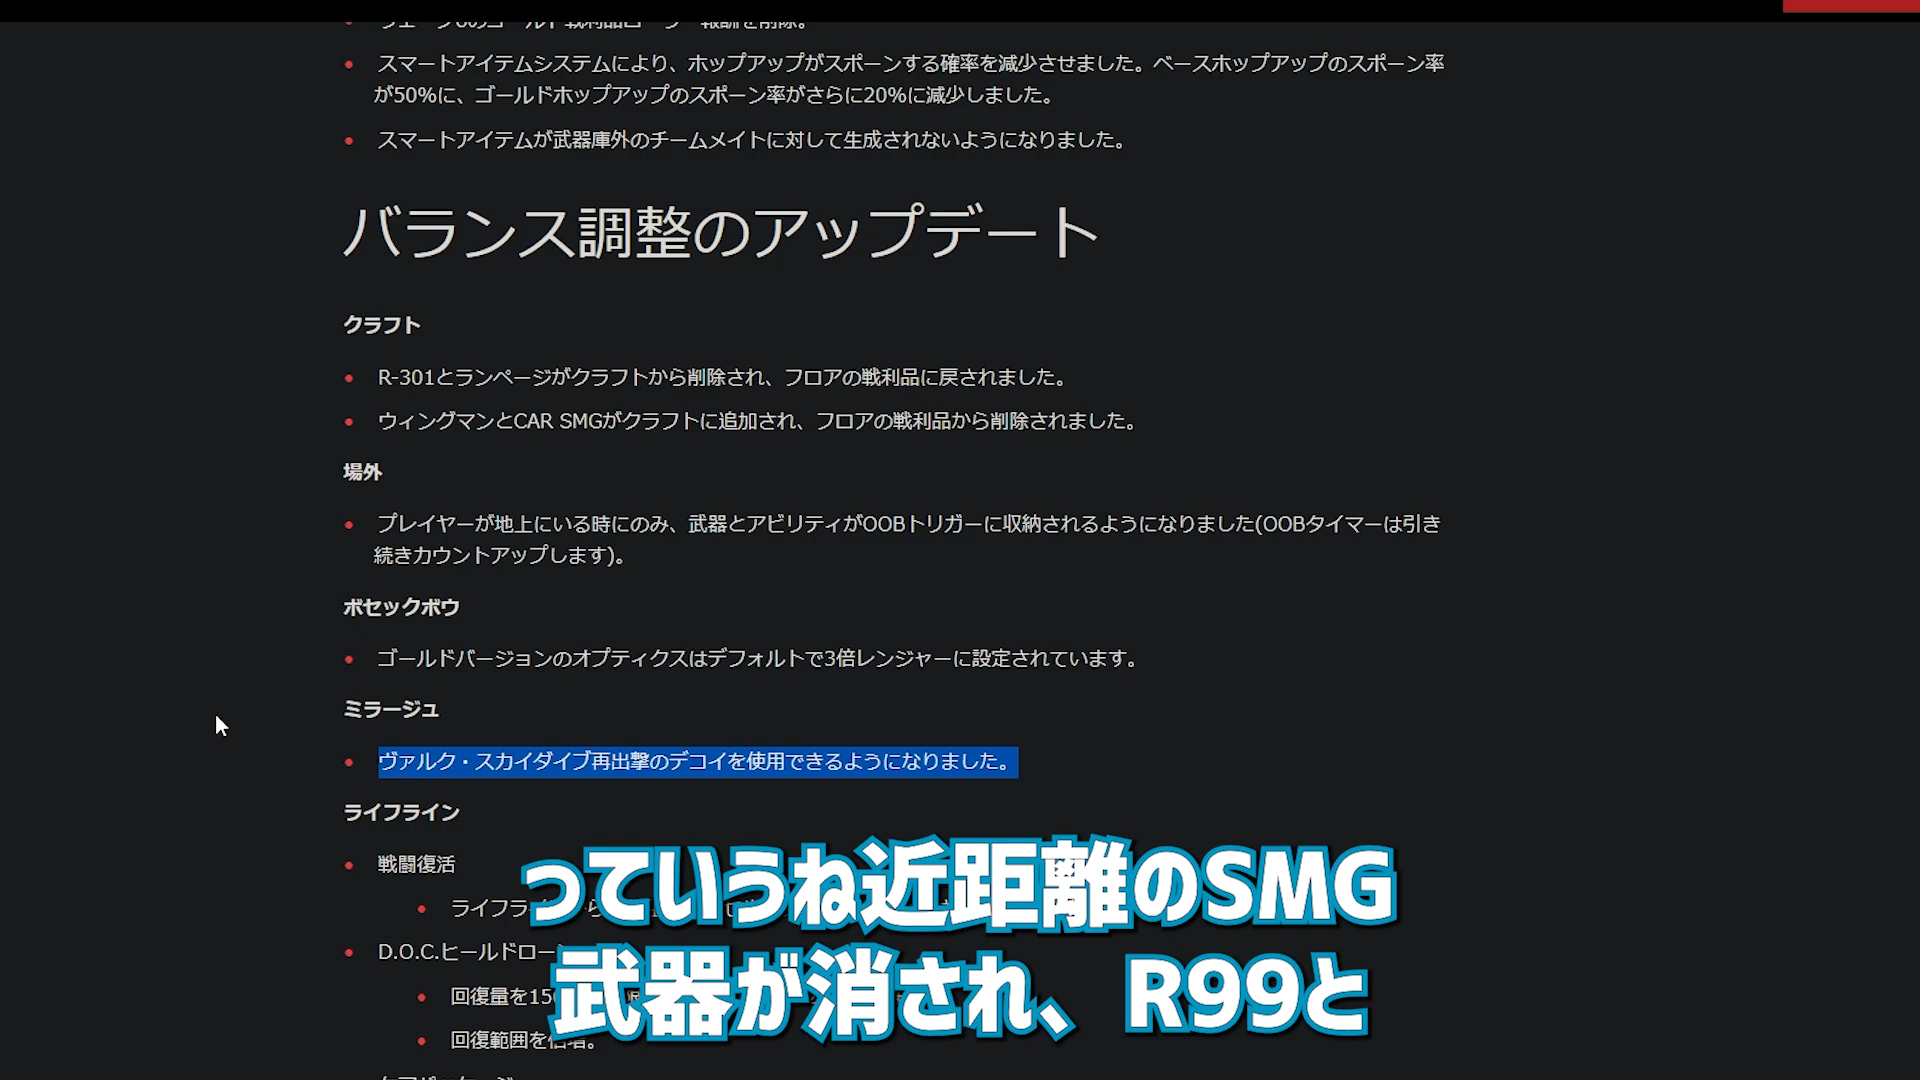 スマートアイテムシステムにより、ホップアップがスポーンする確率を減少させました。ベースホップアップのスポーン率
が50%に、ゴールドホップアップのスポーン率がさらに20%に減少しました。
スマートアイテムが武器庫外のチームメイトに対して生成されないようになりました。
バランス調整のアップデート
クラフト
R-301とランページがクラフトから削除され、フロアの戦利品に戻されました。
ウィングマンとCAR SMGがクラフトに追加され、フロアの戦利品から削除されました。
場外
プレイヤーが地上にいる時にのみ、武器とアビリティがOOBトリガーに収納されるようになりました(OOBタイマーは引き
続きカウントアップします)。
ボセックボウ
ゴールドバージョンのオプティクスはデフォルトで3倍レンジャーに設定されています。
ミラージュ
ヴァルク・スカイダイブ再出撃のデコイを使用できるようになりました。
ライフライン
戦闘復活
ライフラ
D.O.C.ヒールドロー
回復量を15
回復範囲を倍増。
っていうね近距離のSMG
武器が消され、R99と